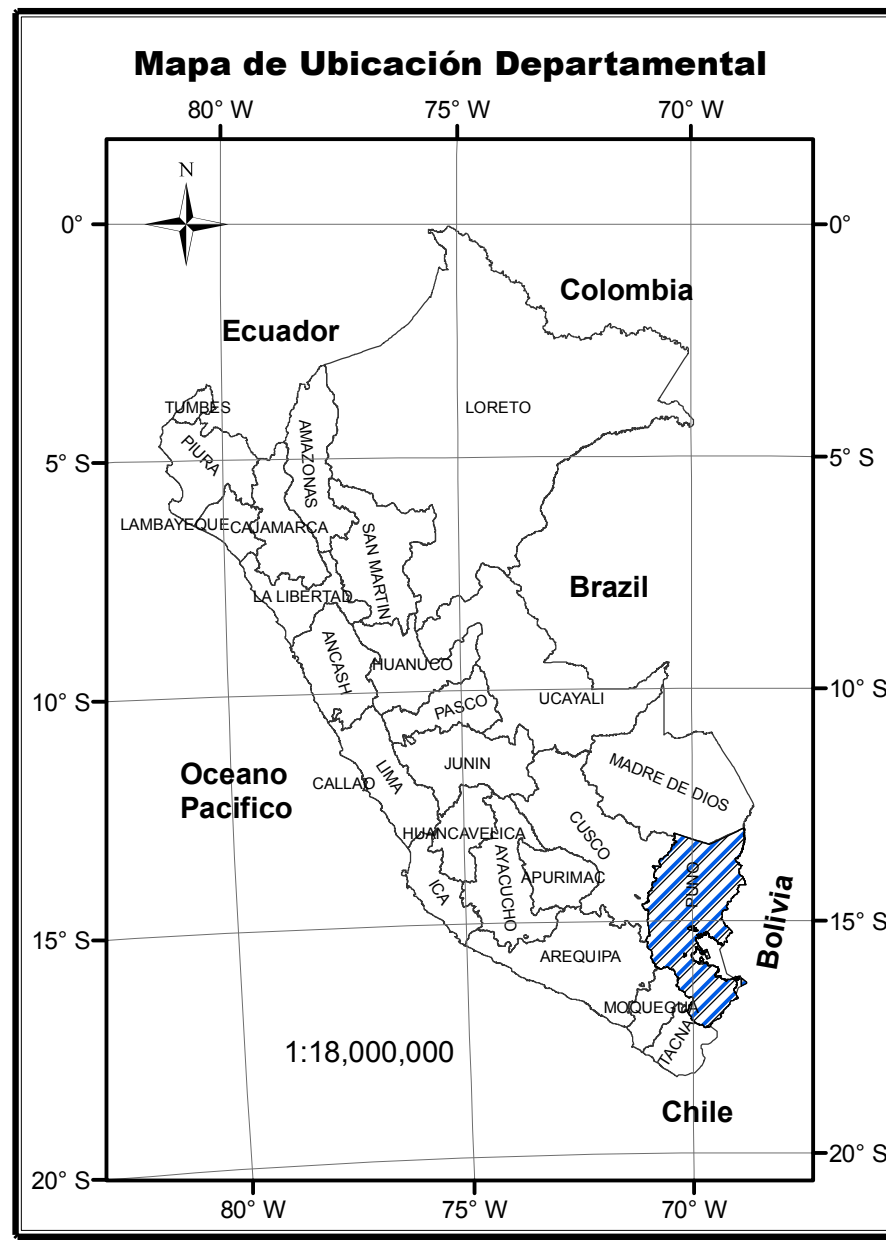 Mapa de Ubicación Departamental
80° W
75° W
70° W
N
0°
0°
Colombia
Ecuador
TUMBES
LORETO
PIURA
AMAZONAS
5° S
5° S
LAMBAYEQUE
CAJAMARCA
SAN MARTIN
Brazil
LA LIBERTAD
ANCASH
HUANUCO
UCAYALI
10° S
10° S
PASCO
JUNIN
MADRE DE DIOS
Oceano
Pacifico
CALLAO
LIMA
CUSCO
HUANCAVELICA
AYACUCHO
APURIMAC
PUNO
ICA
Bolivia
15° S
15° S
AREQUIPA
MOQUEGUA
TACNA
1:18,000,000
Chile
20° S
20° S
80° W
75° W
70° W